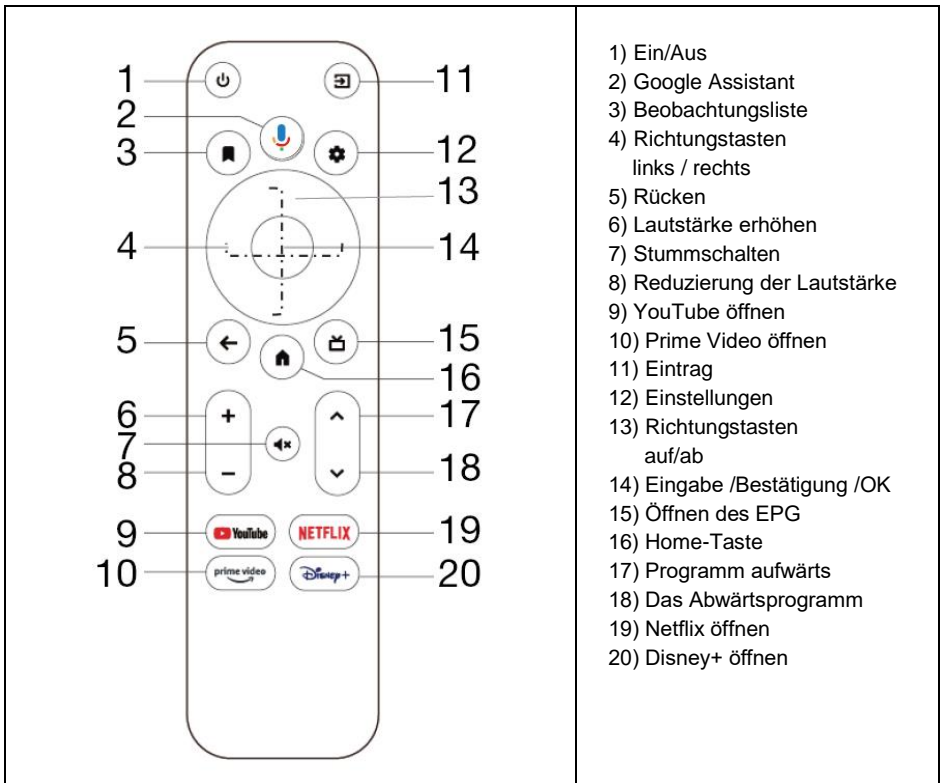 1
11
2
3
12
13
4
14
5
15
16
6
17
7
8
18
YouTube
NETFLIX
9
19
prime video
Disney+
10
20
1) Ein/Aus
2) Google Assistant
3) Beobachtungsliste
4) Richtungstasten
links / rechts
5) Rücken
6) Lautstärke erhöhen
7) Stummschalten
8) Reduzierung der Lautstärke
9) YouTube öffnen
10) Prime Video öffnen
11) Eintrag
12) Einstellungen
13) Richtungstasten
auf/ab
14) Eingabe /Bestätigung /OK
15) Öffnen des EPG
16) Home-Taste
17) Programm aufwärts
18) Das Abwärtsprogramm
19) Netflix öffnen
20) Disney+ öffnen